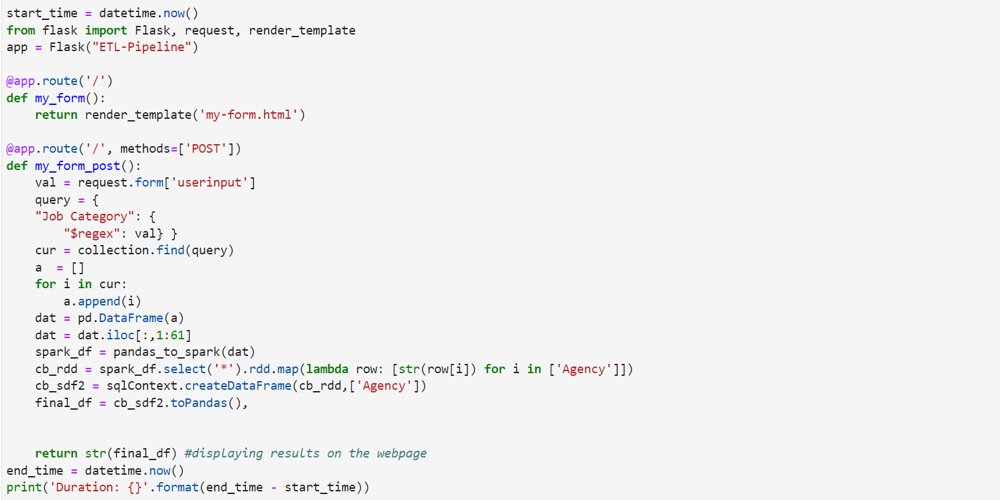 start_time = datetime.now()
from flask import Flask, request, render_template
app = Flask("ETL-Pipeline")

@app.route('/')
def my_form():
    return render_template('my-form.html')

@app.route('/', methods=['POST'])
def my_form_post():
    val = request.form['userinput']
    query = {
    "Job Category": {
        "$regex": val} }
    cur = collection.find(query)
    a  = []
    for i in cur:
        a.append(i)
    dat = pd.DataFrame(a)
    dat = dat.iloc[:,1:61]
    spark_df = pandas_to_spark(dat)
    cb_rdd = spark_df.select('*').rdd.map(lambda row: [str(row[i]) for i in ['Agency']])
    cb_sdf2 = sqlContext.createDataFrame(cb_rdd,['Agency'])
    final_df = cb_sdf2.toPandas(),


    return str(final_df) #displaying results on the webpage
end_time = datetime.now()
print('Duration: {}'.format(end_time - start_time))